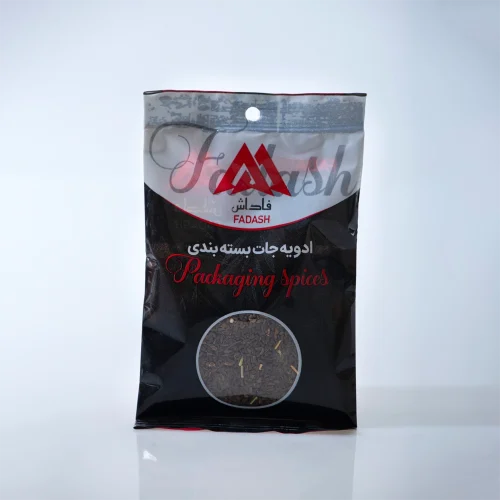 Fadash
فاداش
FADASH
ادویه جات بسته بندی
Packaging spices